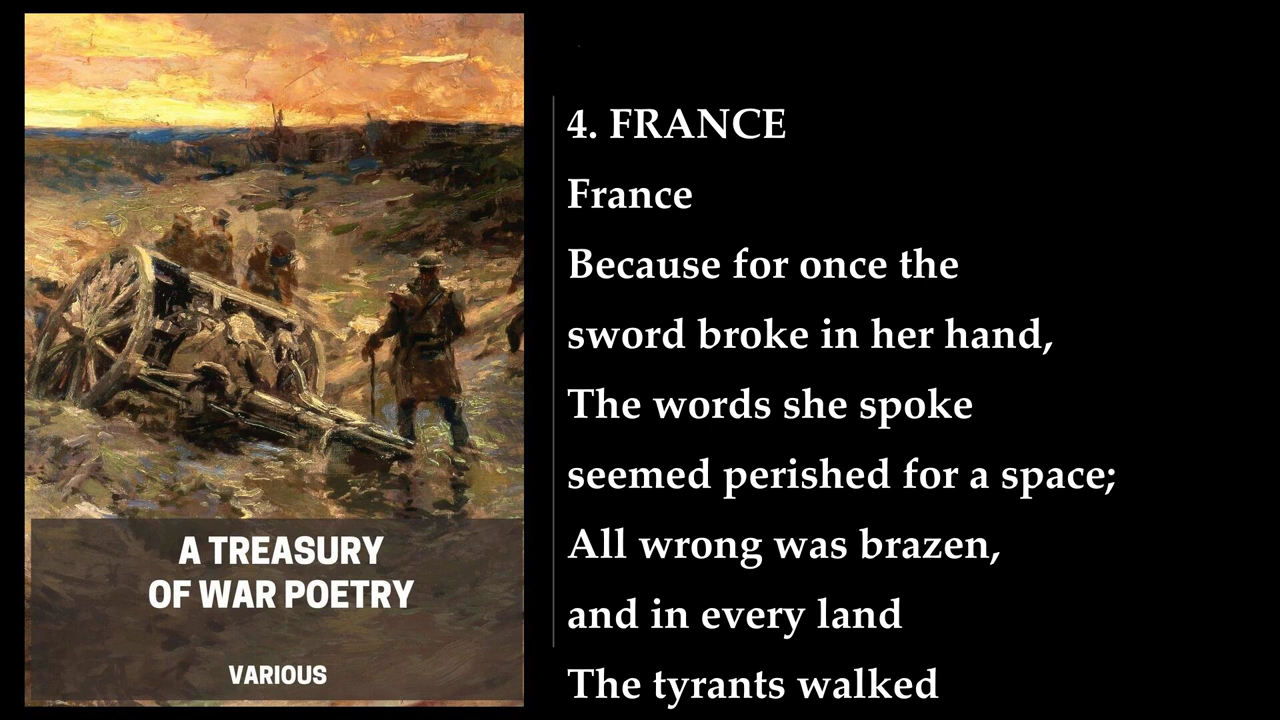 A TREASURY
OF WAR POETRY
VARIOUS
4. FRANCE
France
Because for once the
sword broke in her hand,
The words she spoke
seemed perished for a space;
All wrong was brazen,
and in every land
The tyrants walked